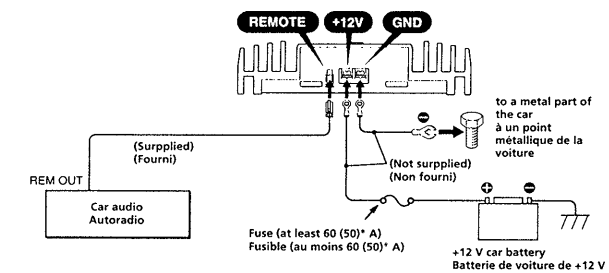 REMOTE +12V GND
to a metal part of
the car
à un point
métallique de la
voiture
(Surpplied)
(Fourni)
(Not surpplied)
(Non fourni)
REM OUT
Car audio
Autoradio
Fuse (at least 60 (50)* A)
Fusible (au moins 60 (50)* A)
+12 V car battery
Batterie de voiture de +12 V